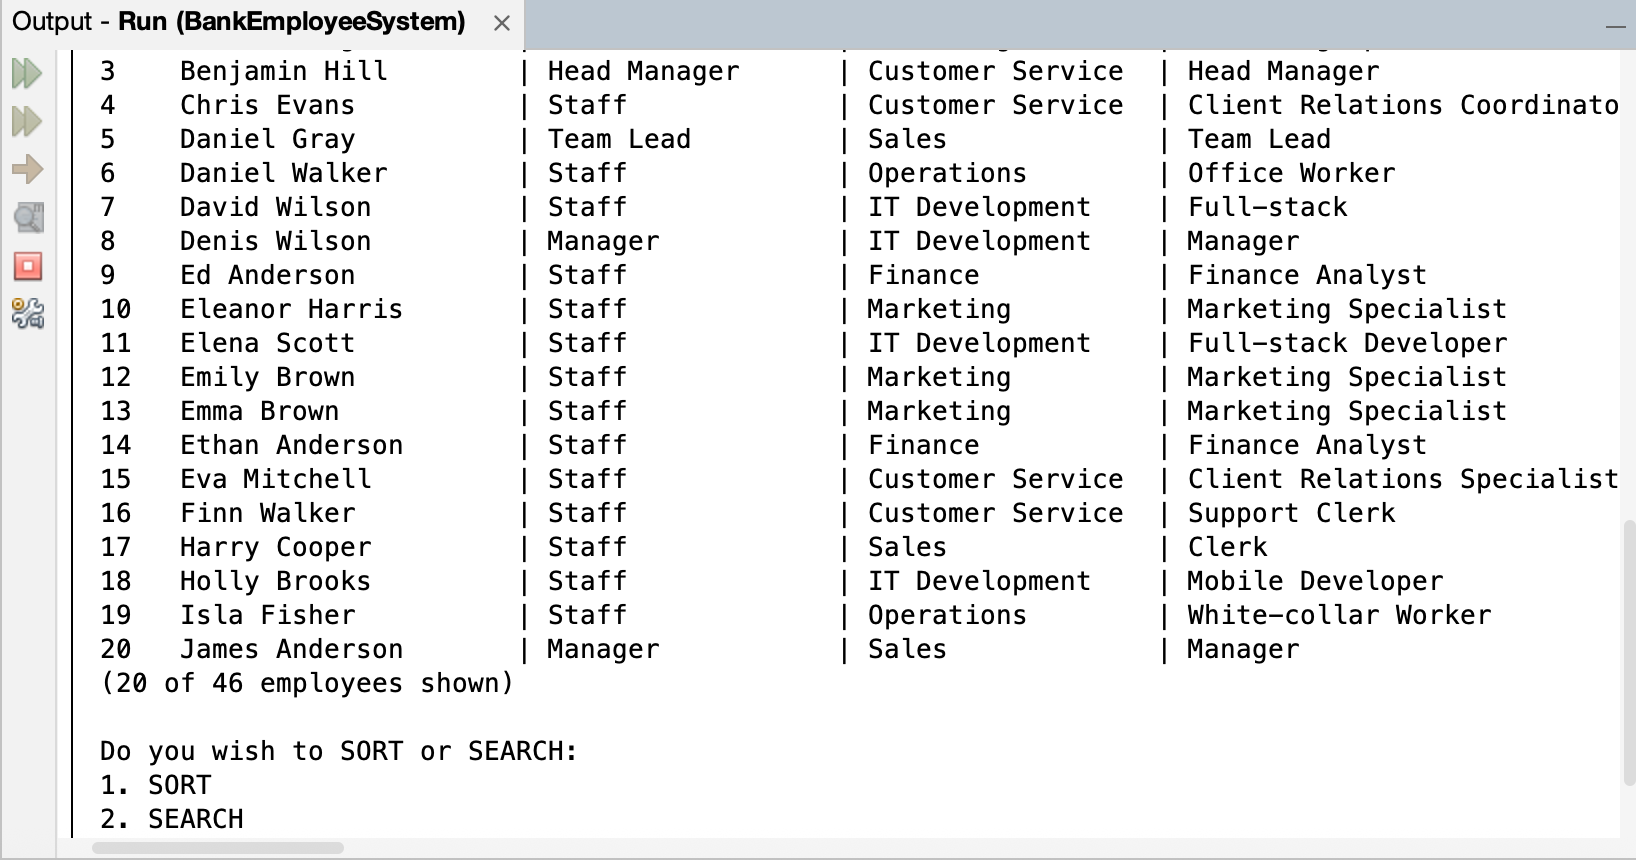 Output - Run (BankEmployeeSystem)
3 Benjamin Hill | Head Manager | Customer Service | Head Manager
4 Chris Evans | Staff | Customer Service | Client Relations Coordinato
5 Daniel Gray | Team Lead | Sales | Team Lead
6 Daniel Walker | Staff | Operations | Office Worker
7 David Wilson | Staff | IT Development | Full-stack
8 Denis Wilson | Manager | IT Development | Manager
9 Ed Anderson | Staff | Finance | Finance Analyst
10 Eleanor Harris | Staff | Marketing | Marketing Specialist
11 Elena Scott | Staff | IT Development | Full-stack Developer
12 Emily Brown | Staff | Marketing | Marketing Specialist
13 Emma Brown | Staff | Marketing | Marketing Specialist
14 Ethan Anderson | Staff | Finance | Finance Analyst
15 Eva Mitchell | Staff | Customer Service | Client Relations Specialist
16 Finn Walker | Staff | Customer Service | Support Clerk
17 Harry Cooper | Staff | Sales | Clerk
18 Holly Brooks | Staff | IT Development | Mobile Developer
19 Isla Fisher | Staff | Operations | White-collar Worker
20 James Anderson | Manager | Sales | Manager
(20 of 46 employees shown)
Do you wish to SORT or SEARCH:
1. SORT
2. SEARCH